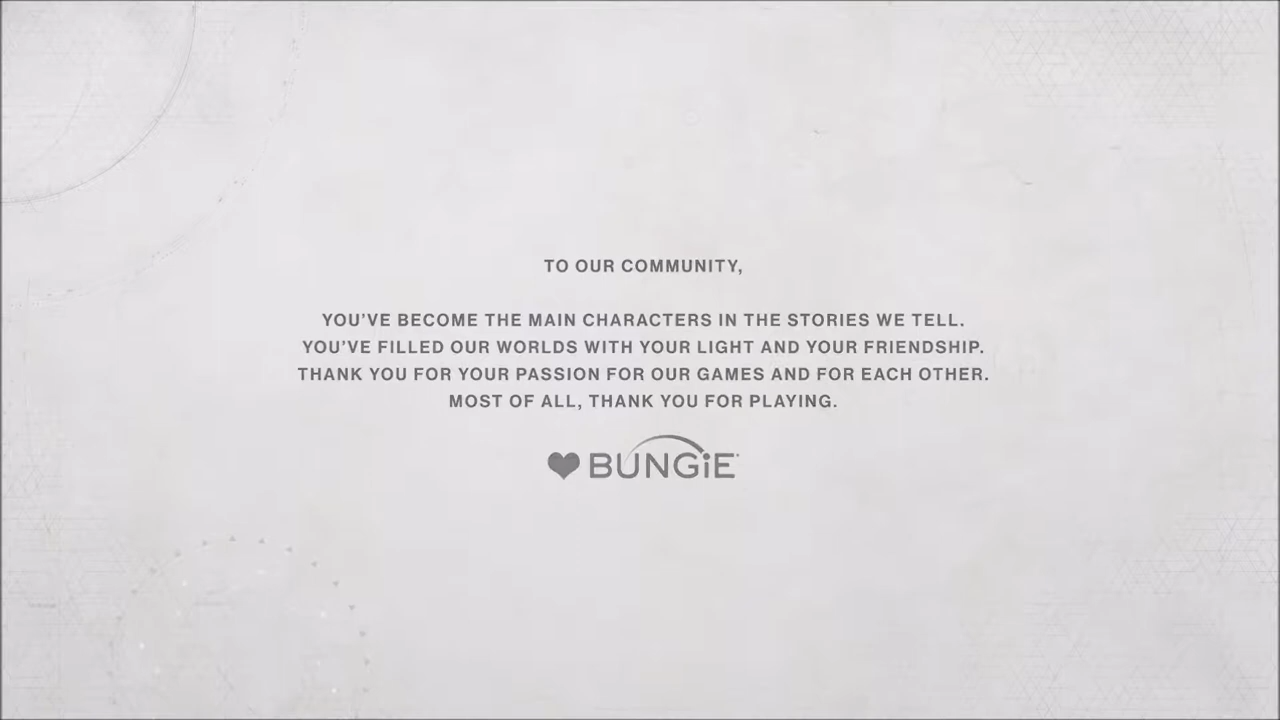 TO OUR COMMUNITY,
YOU'VE BECOME THE MAIN CHARACTERS IN THE STORIES WE TELL.
YOU'VE FILLED OUR WORLDS WITH YOUR LIGHT AND YOUR FRIENDSHIP.
THANK YOU FOR YOUR PASSION FOR OUR GAMES AND FOR EACH OTHER.
MOST OF ALL, THANK YOU FOR PLAYING.
BUNGiE